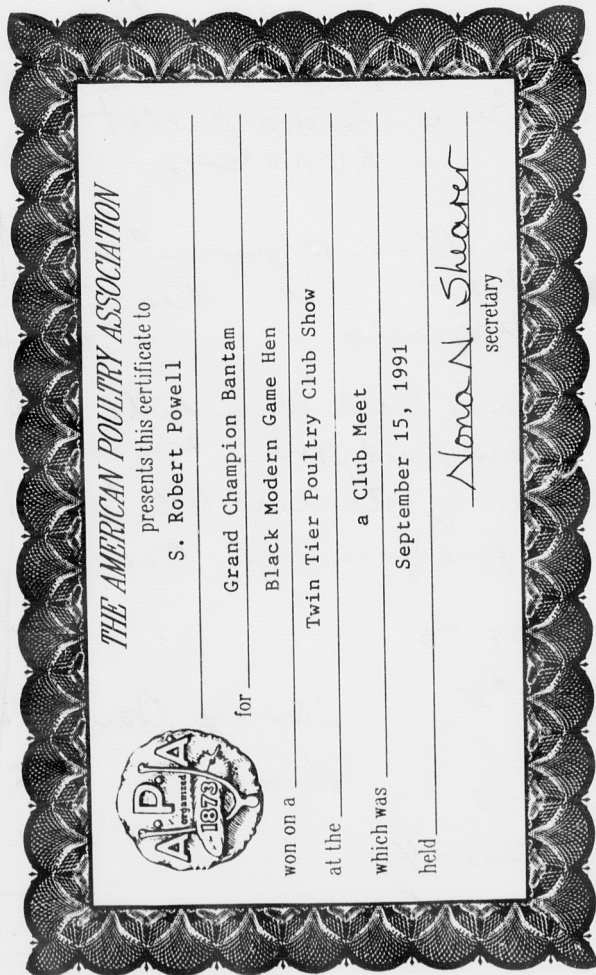 THE AMERICAN POULTRY ASSOCIATION
presents this certificate to
S. Robert Powell
A.P.A.
organized
1873
for Grand Champion Bantam
Black Modern Game Hen
won on a
Twin Tier Poultry Club Show
at the
a Club Meet
which was
September 15, 1991
held
Nona N. Shearer
secretary